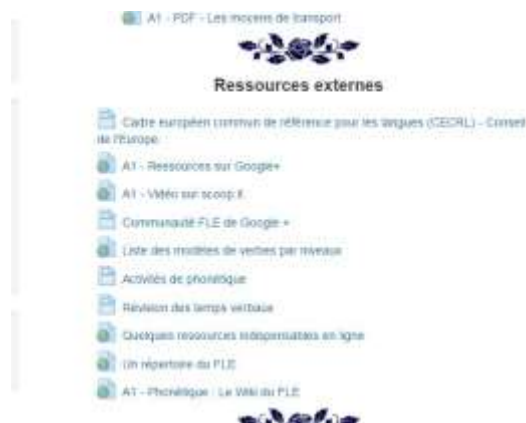 A1 - PDF - Les moyens de transport
Ressources externes
Cadre européen commun de référence pour les langues (CECRL) - Conseil
de l'Europe
A1 - Ressources sur Google+
A1 - Vidéo sur scoop.it
Communauté FLE de Google +
Liste des modèles de verbes par niveaux
Activités de phonétique
Révision des temps verbaux
Quelques ressources indispensables en ligne
Un répertoire du FLE
A1 - Phonétique : Le Wiki du FLE